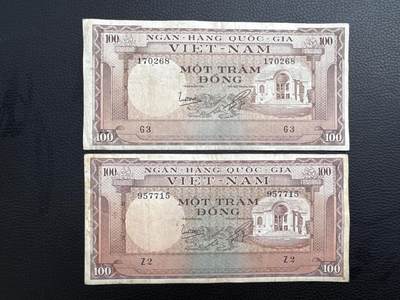 100 NGÂN-HÀNG QUỐC-GIA 100
VIỆT-NAM
170268 170268
MỘT TRĂM
ĐỒNG
G3 G3
100 100
100 NGÂN-HÀNG QUỐC-GIA 100
VIỆT-NAM
957715 957715
MỘT TRĂM
ĐỒNG
Z2 Z2
100 100